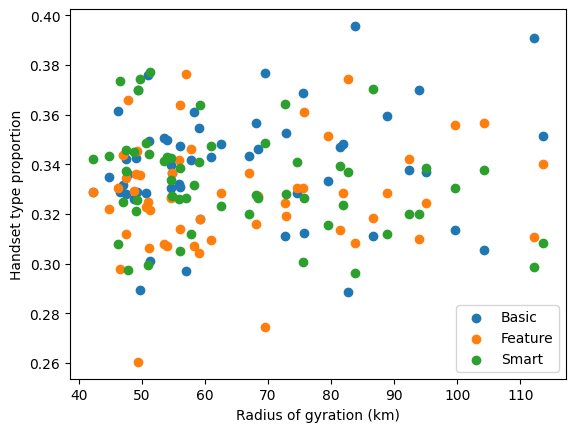 0.40
0.38
0.36
0.34
0.32
0.30
0.28
0.26
Handset type proportion
40 50 60 70 80 90 100 110
Radius of gyration (km)
Basic
Feature
Smart